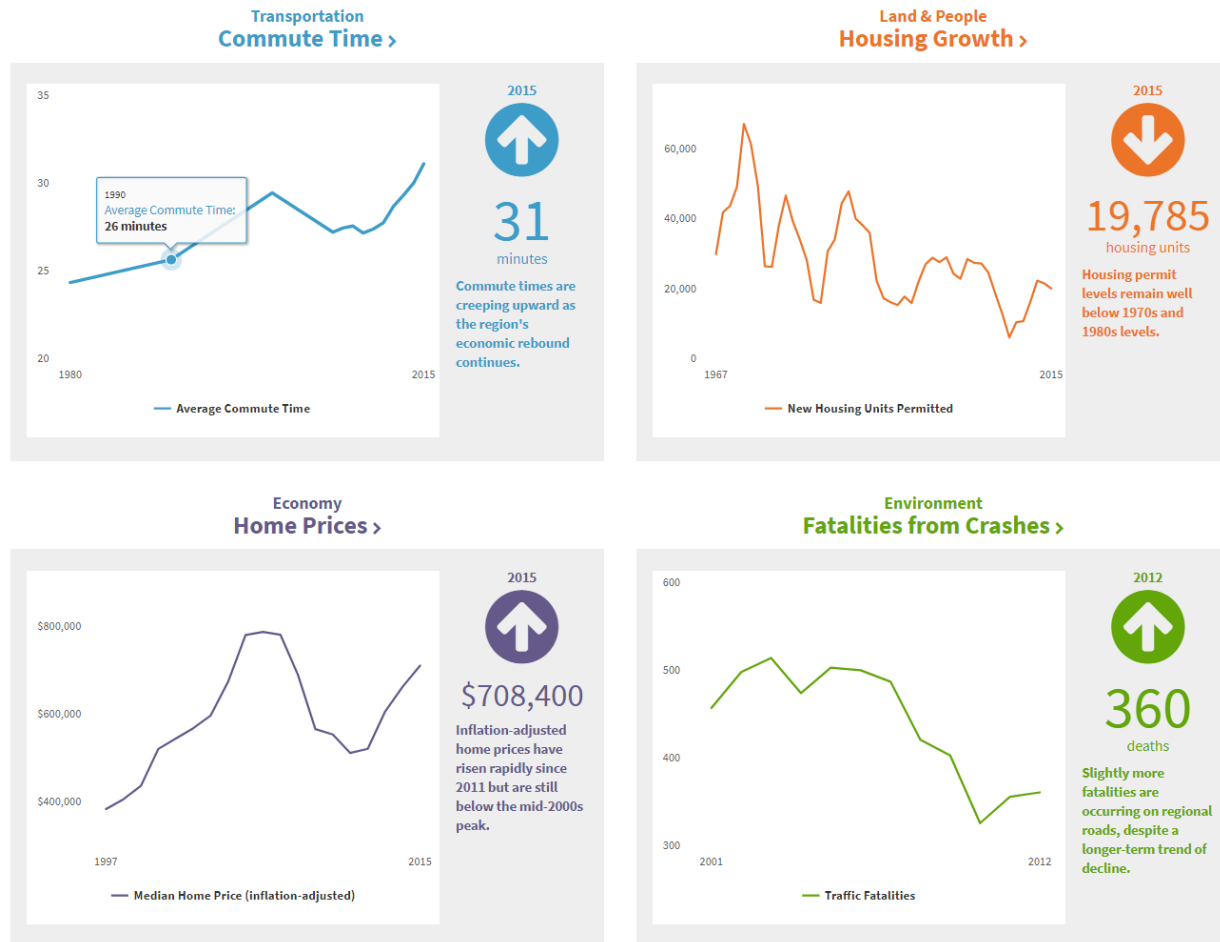 Transportation
Commute Time >
35
30
25
20
1980
2015
1990
Average Commute Time:
26 minutes
Average Commute Time
2015
31
minutes
Commute times are
creeping upward as
the region's
economic rebound
continues.
Land & People
Housing Growth >
60,000
40,000
20,000
0
1967
2015
New Housing Units Permitted
2015
19,785
housing units
Housing permit
levels remain well
below 1970s and
1980s levels.
Economy
Home Prices >
$800,000
$600,000
$400,000
1997
2015
Median Home Price (inflation-adjusted)
2015
$708,400
Inflation-adjusted
home prices have
risen rapidly since
2011 but are still
below the mid-2000s
peak.
Environment
Fatalities from Crashes >
600
500
400
300
2001
2012
Traffic Fatalities
2012
360
deaths
Slightly more
fatalities are
occurring on regional
roads, despite a
longer-term trend of
decline.